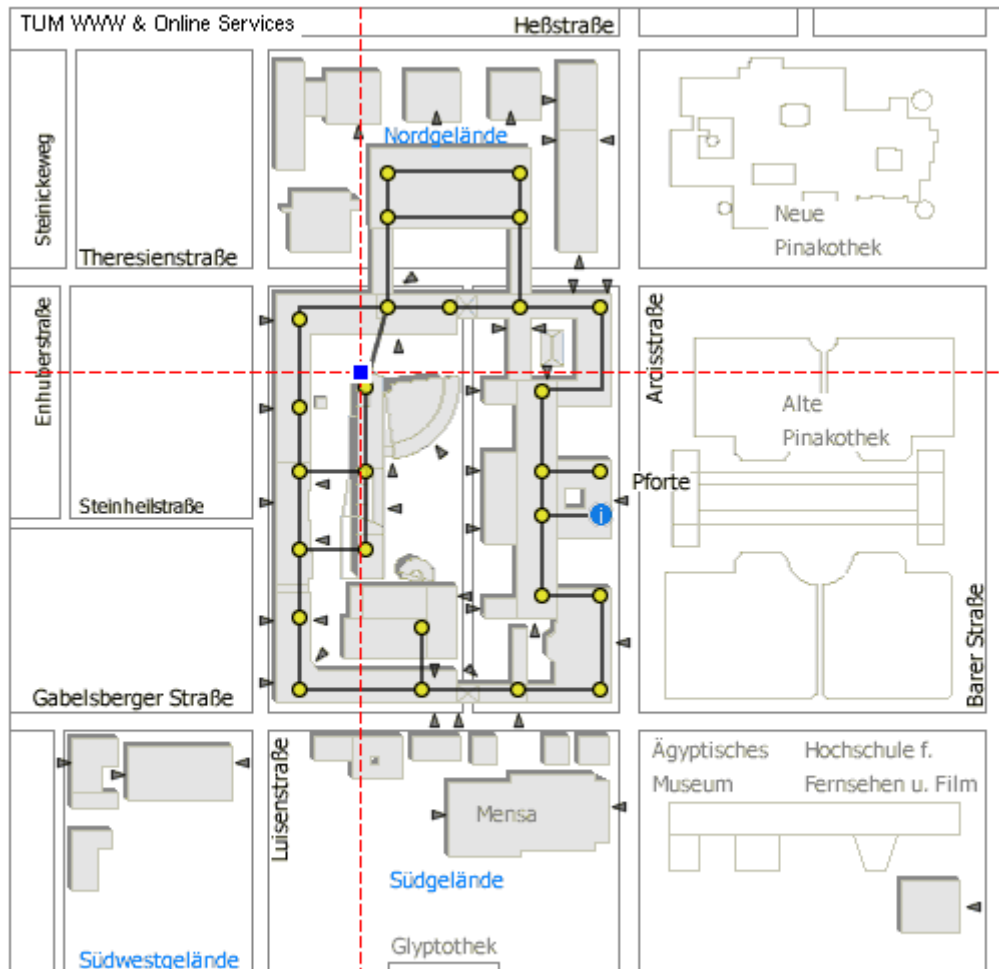 TUM WWW & Online Services
Heßstraße
Steinickeweg
Nordgelände
Theresienstraße
Neue
Pinakothek
Enhuberstraße
Arcisstraße
Alte
Pinakothek
Steinheilstraße
Pforte
i
Gabelsberger Straße
Barer Straße
Luisenstraße
Mensa
Ägyptisches
Museum
Hochschule f.
Fernsehen u. Film
Südgelände
Glyptothek
Südwestgelände